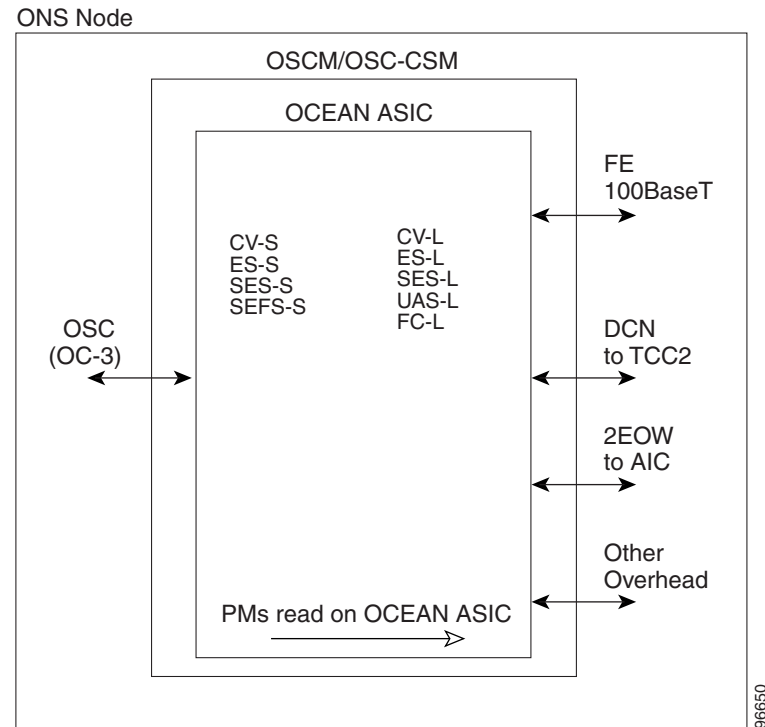 ONS Node
OSCM/OSC-CSM
OCEAN ASIC
FE
100BaseT
CV-S
ES-S
SES-S
SEFS-S
CV-L
ES-L
SES-L
UAS-L
FC-L
OSC
(OC-3)
DCN
to TCC2
2EOW
to AIC
Other
Overhead
PMs read on OCEAN ASIC
96650